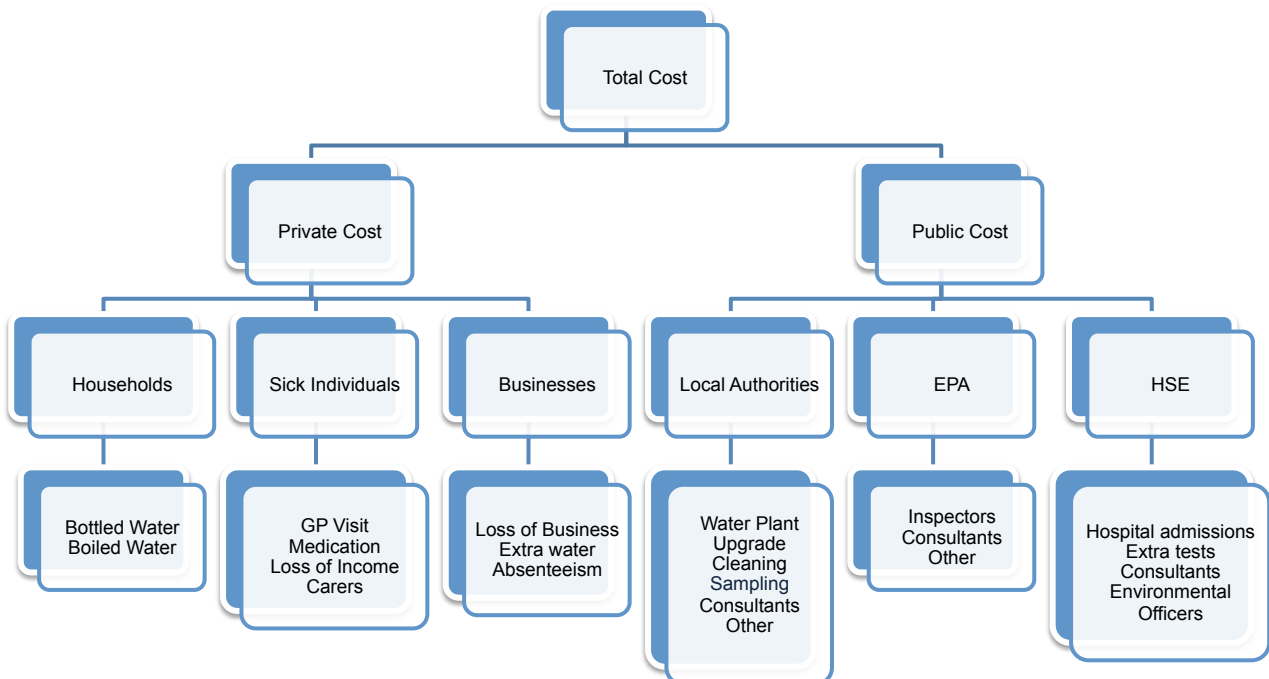 Total Cost
Private Cost
Public Cost
Households
Sick Individuals
Businesses
Local Authorities
EPA
HSE
Bottled Water
Boiled Water
GP Visit
Medication
Loss of Income
Carers
Loss of Business
Extra water
Absenteeism
Water Plant
Upgrade
Cleaning
Sampling
Consultants
Other
Inspectors
Consultants
Other
Hospital admissions
Extra tests
Consultants
Environmental
Officers